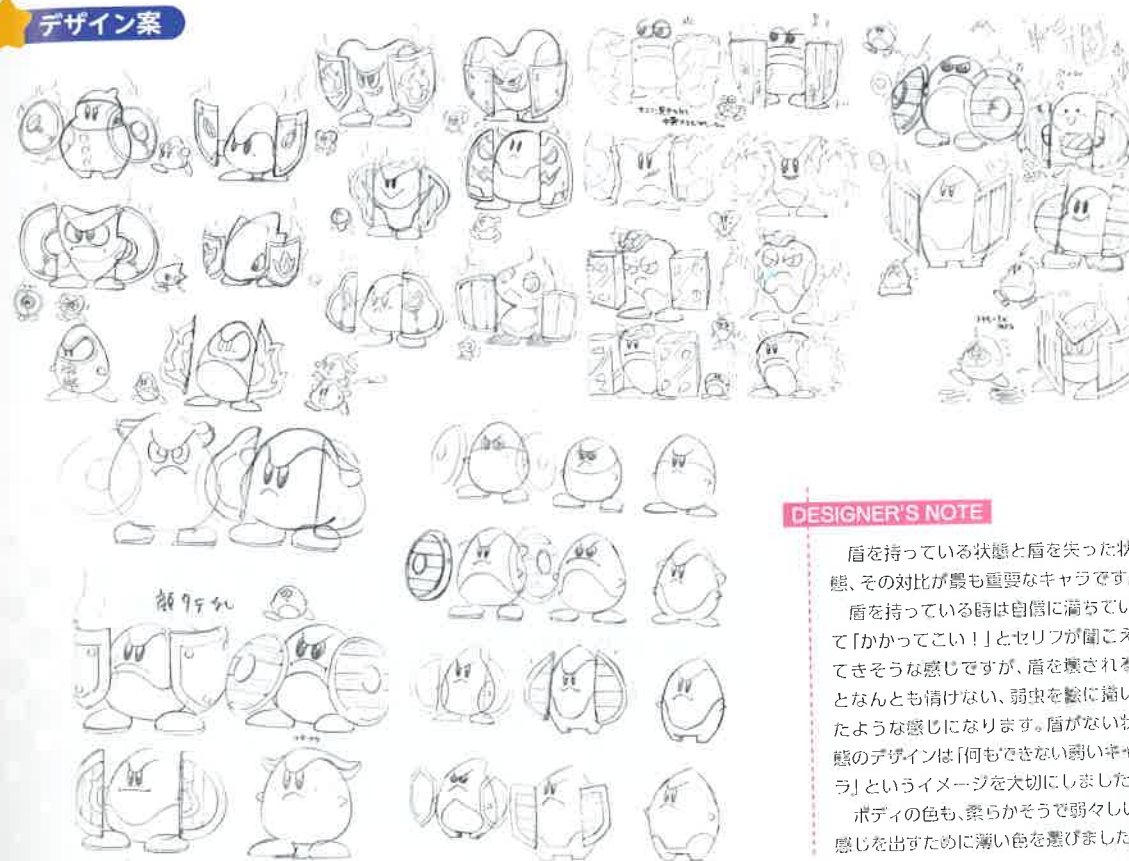 デザイン案
顔タテなし
DESIGNER'S NOTE
盾を持っている状態と盾を失った状
態、その対比が最も重要なキャラです
盾を持っている時は自信に満ちてい
て「かかってこい！」とセリフが聞こえ
てきそうな感じですが、盾を壊される
となんとも情けない、弱虫を絵に描い
たような感じになります。盾がない状
態のデザインは「何もできない弱いキャ
ラ」というイメージを大切にしました
ボディの色も、柔らかそうで弱々しい
感じを出すために薄い色を選びました